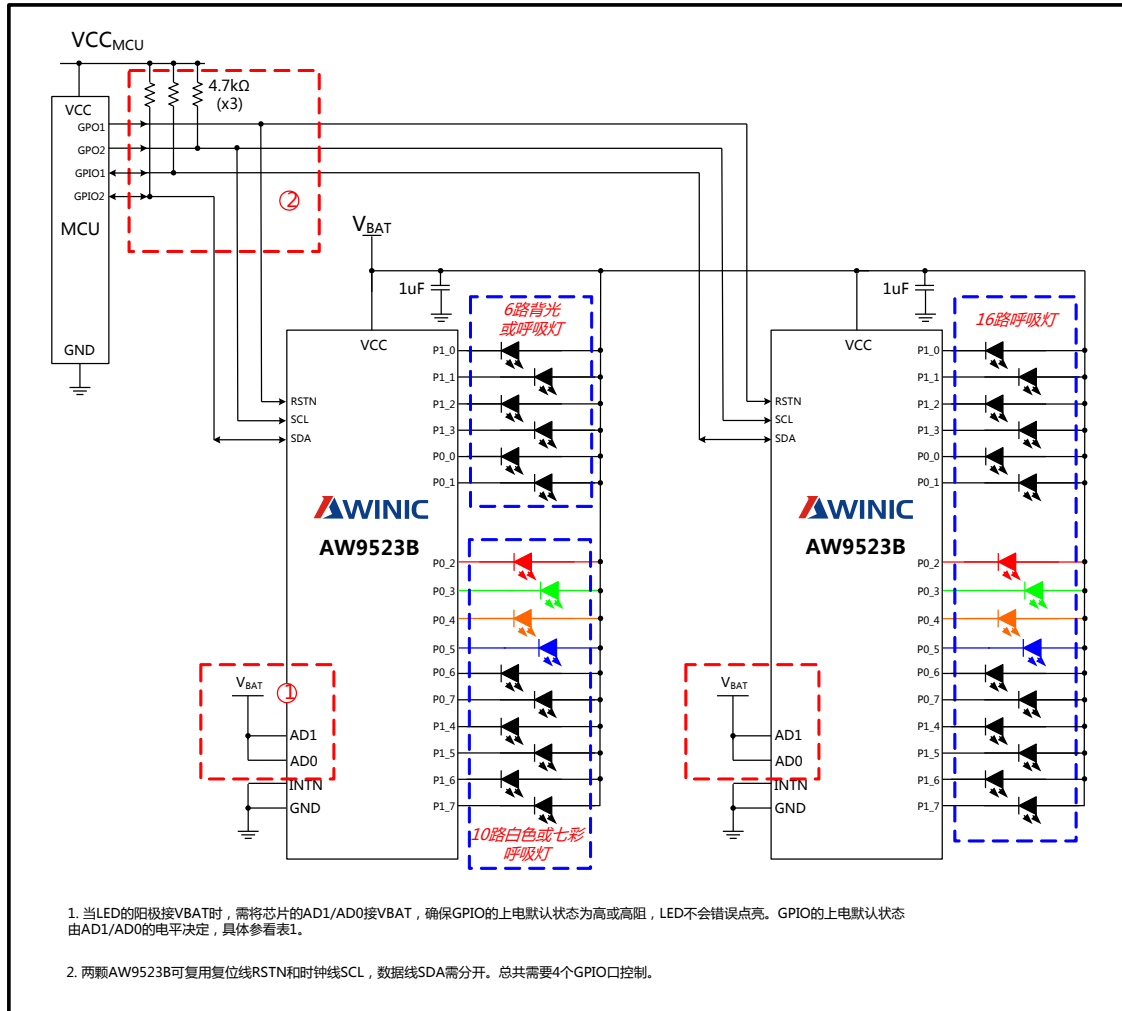 VCCMCU
4.7kΩ
(x3)
VCC
GPO1
GPO2
GPIO1
GPIO2
MCU
GND
②
VBAT
1uF
VCC
RSTN
SCL
SDA
P1_0
P1_1
P1_2
P1_3
P0_0
P0_1
6路背光
或呼吸灯
AWINIC
AW9523B
P0_2
P0_3
P0_4
P0_5
P0_6
P0_7
P1_4
P1_5
P1_6
P1_7
10路白色或七彩
呼吸灯
VBAT
①
AD1
AD0
INTN
GND
1uF
VCC
RSTN
SCL
SDA
P1_0
P1_1
P1_2
P1_3
P0_0
P0_1
16路呼吸灯
AWINIC
AW9523B
P0_2
P0_3
P0_4
P0_5
P0_6
P0_7
P1_4
P1_5
P1_6
P1_7
VBAT
AD1
AD0
INTN
GND
1. 当LED的阳极接VBAT时，需将芯片的AD1/AD0接VBAT，确保GPIO的上电默认状态为高或高阻，LED不会错误点亮。GPIO的上电默认状态
由AD1/AD0的电平决定，具体参看表1。
2. 两颗AW9523B可复用复位线RSTN和时钟线SCL，数据线SDA需分开。总共需要4个GPIO口控制。